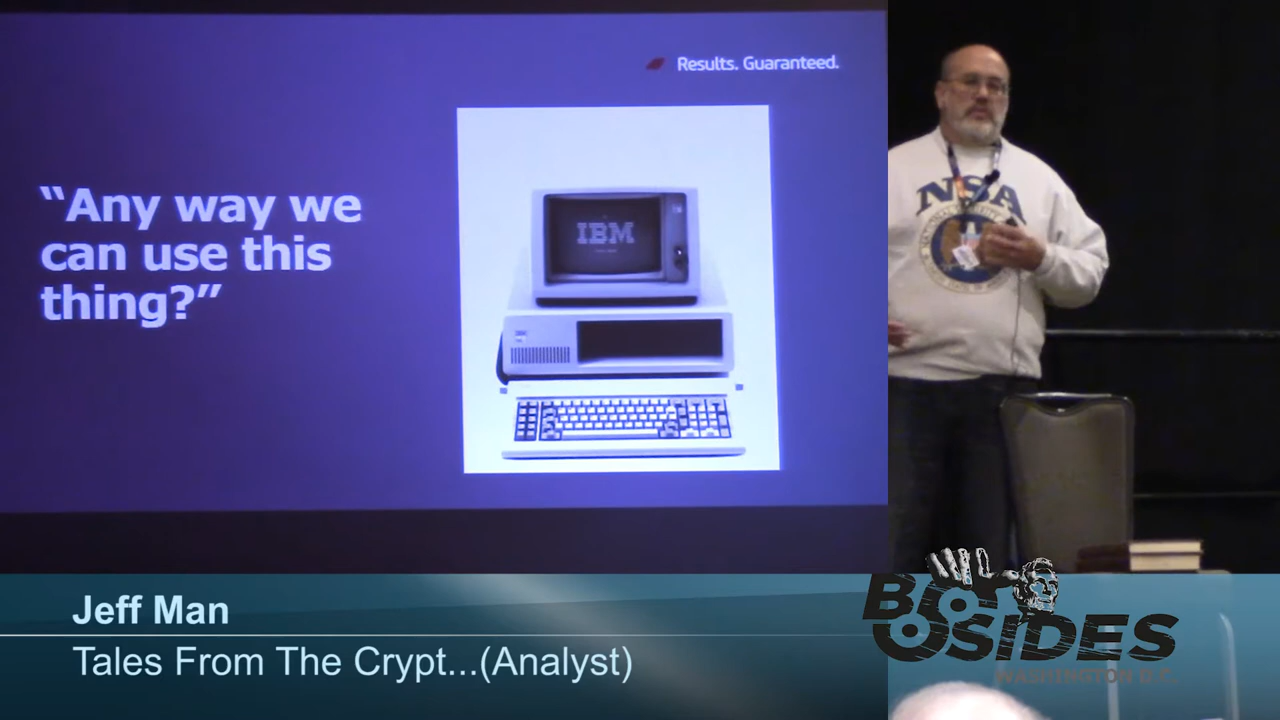 Results. Guaranteed.
“Any way we
can use this
thing?”
IBM
NSA
Jeff Man
Tales From The Crypt...(Analyst)
BSIDES
WASHINGTON D.C.